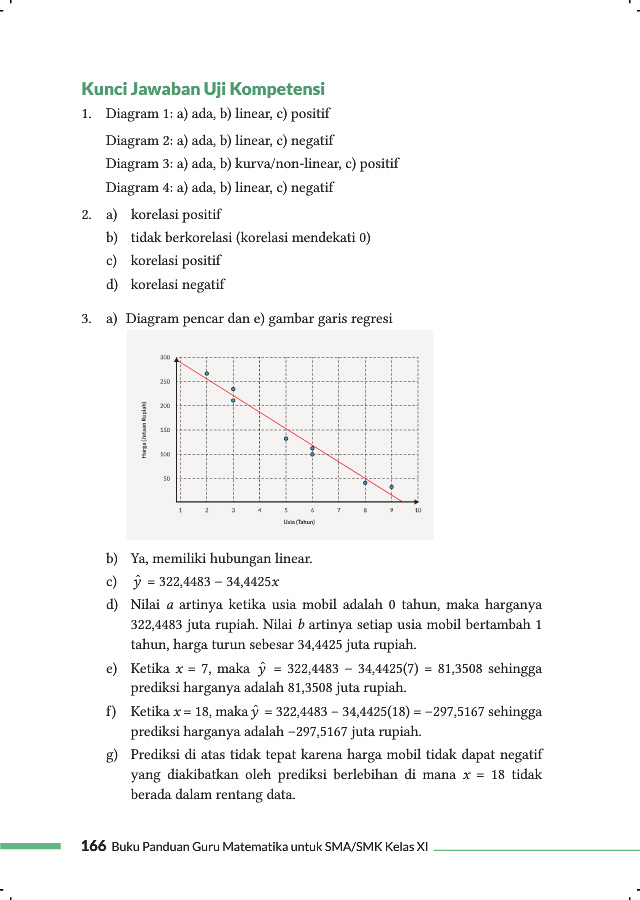 Kunci Jawaban Uji Kompetensi
1. Diagram 1: a) ada, b) linear, c) positif
Diagram 2: a) ada, b) linear, c) negatif
Diagram 3: a) ada, b) kurva/non-linear, c) positif
Diagram 4: a) ada, b) linear, c) negatif
2. a) korelasi positif
b) tidak berkorelasi (korelasi mendekati 0)
c) korelasi positif
d) korelasi negatif
3. a) Diagram pencar dan e) gambar garis regresi
300
250
200
150
100
50
Harga (Jutaan Rupiah)
1 2 3 4 5 6 7 8 9 10
Usia (Tahun)
b) Ya, memiliki hubungan linear.
c) ŷ = 322,4483 – 34,4425x
d) Nilai a artinya ketika usia mobil adalah 0 tahun, maka harganya
322,4483 juta rupiah. Nilai b artinya setiap usia mobil bertambah 1
tahun, harga turun sebesar 34,4425 juta rupiah.
e) Ketika x = 7, maka ŷ = 322,4483 – 34,4425(7) = 81,3508 sehingga
prediksi harganya adalah 81,3508 juta rupiah.
f) Ketika x = 18, maka ŷ = 322,4483 – 34,4425(18) = –297,5167 sehingga
prediksi harganya adalah –297,5167 juta rupiah.
g) Prediksi di atas tidak tepat karena harga mobil tidak dapat negatif
yang diakibatkan oleh prediksi berlebihan di mana x = 18 tidak
berada dalam rentang data.
166 Buku Panduan Guru Matematika untuk SMA/SMK Kelas XI